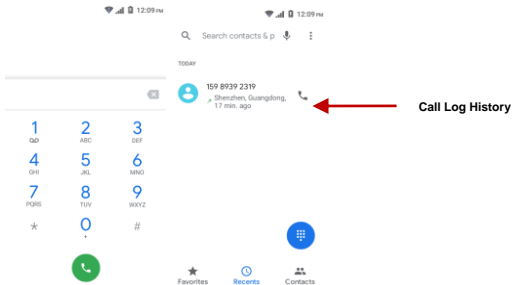 12:09 PM
1
2
ABC
3
DEF
4
GHI
5
JKL
6
MNO
7
PQRS
8
TUV
9
WXYZ
*
0
+
#
12:09 PM
Search contacts & p
TODAY
159 8939 2319
Shenzhen, Guangdong,
17 min. ago
Favorites Recents Contacts
Call Log History